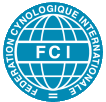 FEDERATION CYNOLOGIQUE INTERNATIONALE
FCI